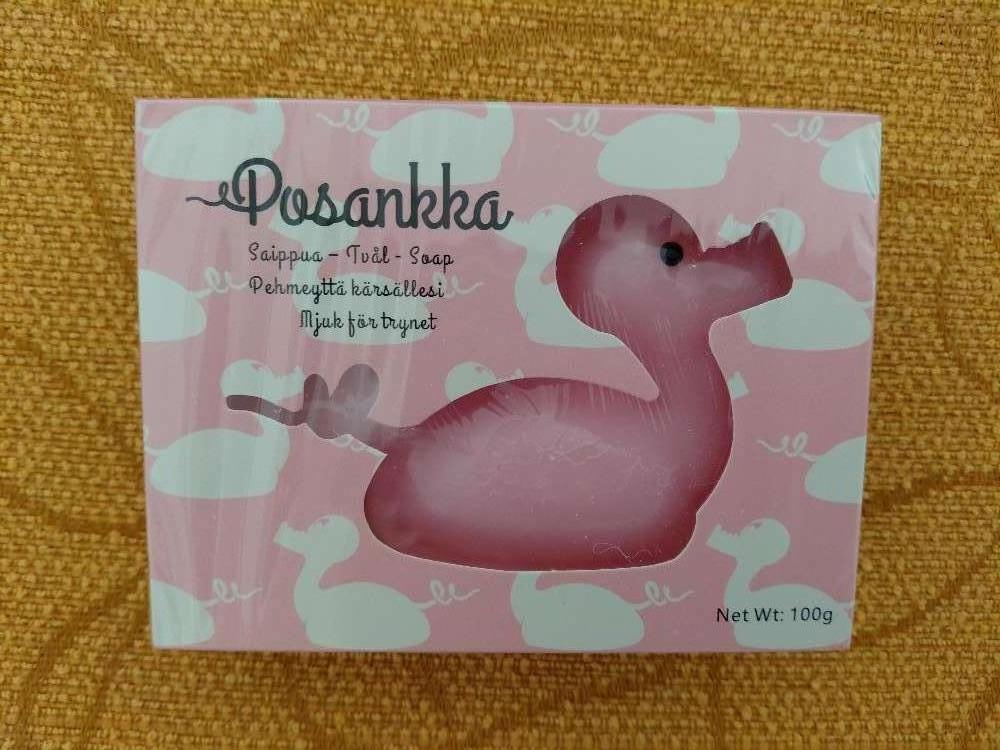 Posankka
Saippua – Tvål - Soap
Pehmeyttä kärsällesi
Mjuk för trynet
Net Wt: 100g